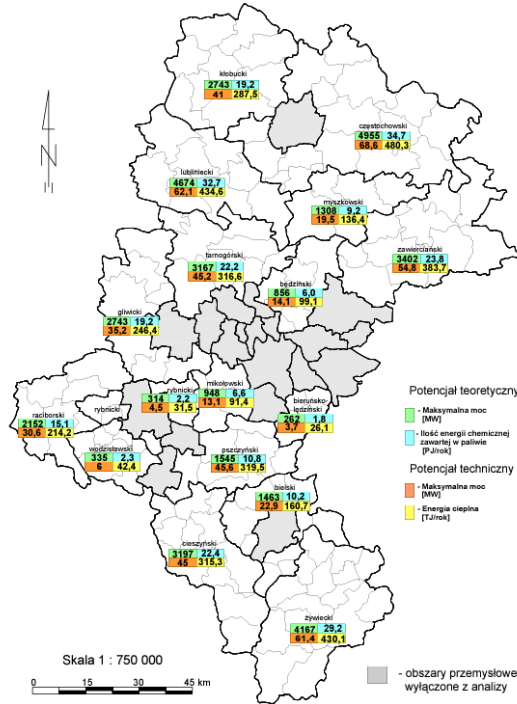 kłobucki
2743 19,2
41 287,5
częstochowski
4955 34,7
68,6 480,3
lubliniecki
4674 32,7
62,1 434,6
myszkowski
1308 9,2
19,5 136,4
zawierciański
3402 23,8
54,8 383,7
tarnogórski
3167 22,2
45,2 316,6
będziński
856 6,0
14,1 99,1
gliwicki
2743 19,2
35,2 246,4
rybnicki
314 2,2
4,5 31,5
mikołowski
948 6,6
13,1 91,4
bieruńsko-
lędziński
262 1,8
3,7 26,1
raciborski
2152 15,1
30,6 214,2
rybnicki
wodzisławski
335 2,3
6 42,4
pszczyński
1545 10,8
45,6 319,5
bielski
1463 10,2
22,9 160,7
cieszyński
3197 22,4
45 315,3
żywiecki
4167 29,2
61,4 430,1
N
Potencjał teoretyczny
- Maksymalna moc
[MW]
- Ilość energii chemicznej
zawartej w paliwie
[PJ/rok]
Potencjał techniczny
- Maksymalna moc
[MW]
- Energia cieplna
[TJ/rok]
Skala 1 : 750 000
0 15 30 45 km
- obszary przemysłowe
wyłączone z analizy